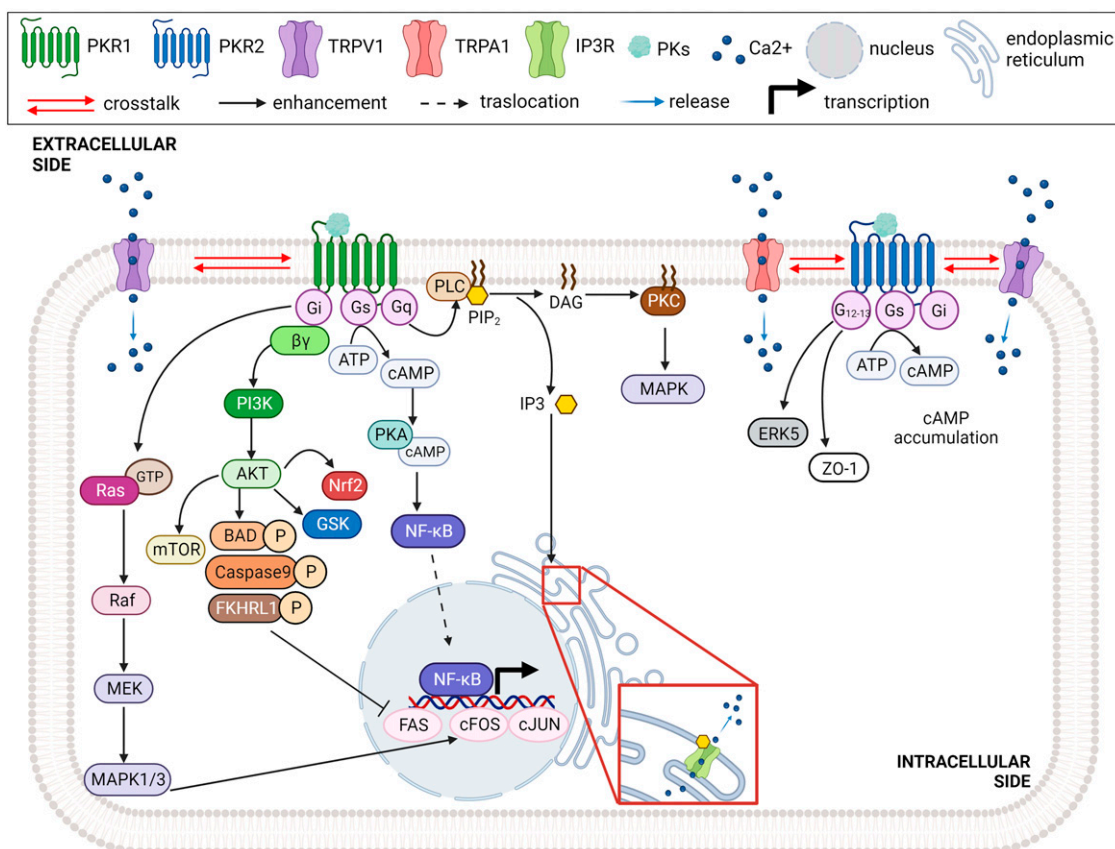 PKR1 PKR2 TRPV1 TRPA1 IP3R PKs Ca2+ nucleus endoplasmic
reticulum
crosstalk enhancement traslocation release transcription
EXTRACELLULAR
SIDE
PLC
PIP2
DAG
PKC
Gi Gs Gq
G12-13 Gs Gi
βγ
ATP
cAMP
ATP
cAMP
MAPK
PI3K
IP3
PKA
cAMP
ERK5
ZO-1
cAMP
accumulation
Ras
GTP
AKT
Nrf2
GSK
mTOR
BAD P
NF-κB
Caspase9 P
Raf
FKHRL1 P
MEK
NF-κB
FAS cFOS cJUN
MAPK1/3
INTRACELLULAR
SIDE